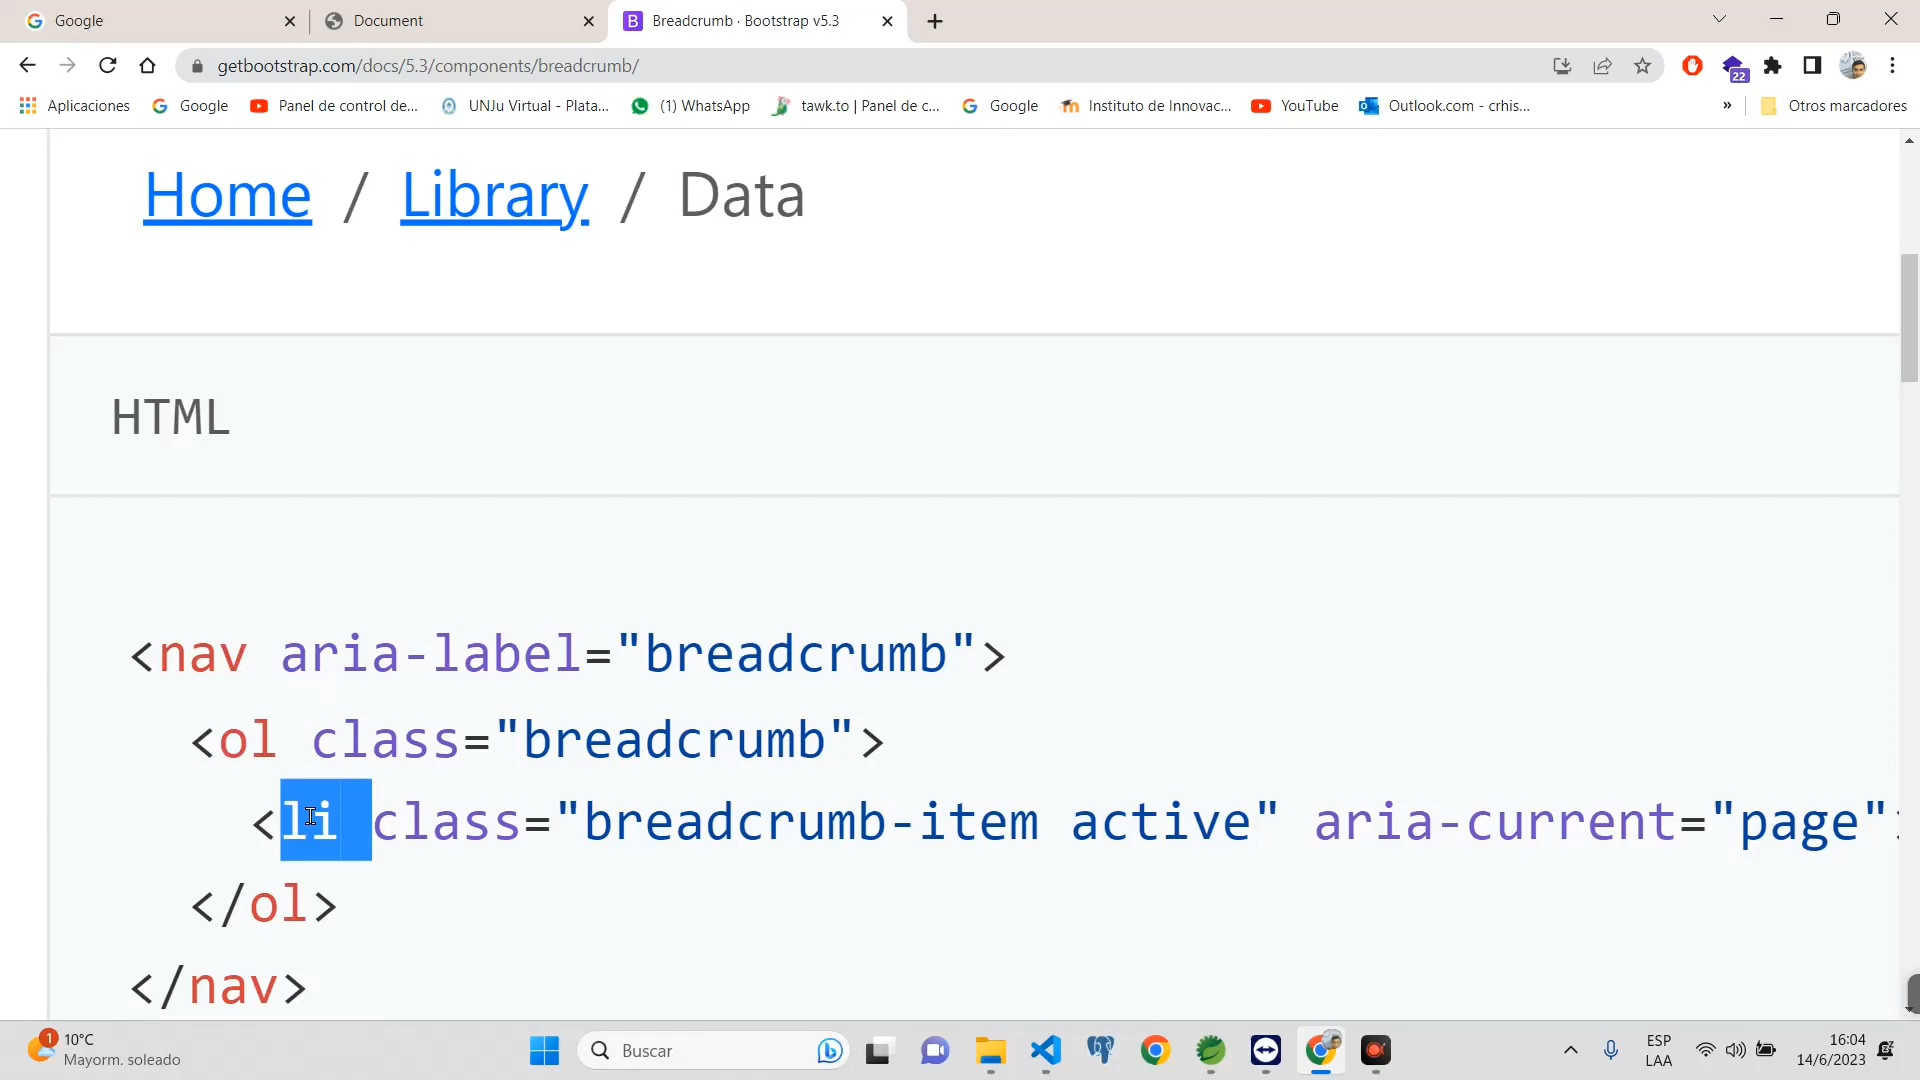 Google
Document
Breadcrumb · Bootstrap v5.3
getbootstrap.com/docs/5.3/components/breadcrumb/
22
Aplicaciones
Google
Panel de control de...
UNJu Virtual - Plata...
(1) WhatsApp
tawk.to | Panel de c...
Google
Instituto de Innovac...
YouTube
Outlook.com - crhis...
»
Otros marcadores
Home / Library / Data
HTML
<nav aria-label="breadcrumb">
<ol class="breadcrumb">
<li class="breadcrumb-item active" aria-current="page">
</ol>
</nav>
1
10°C
Mayorm. soleado
Buscar
ESP
LAA
16:04
14/6/2023